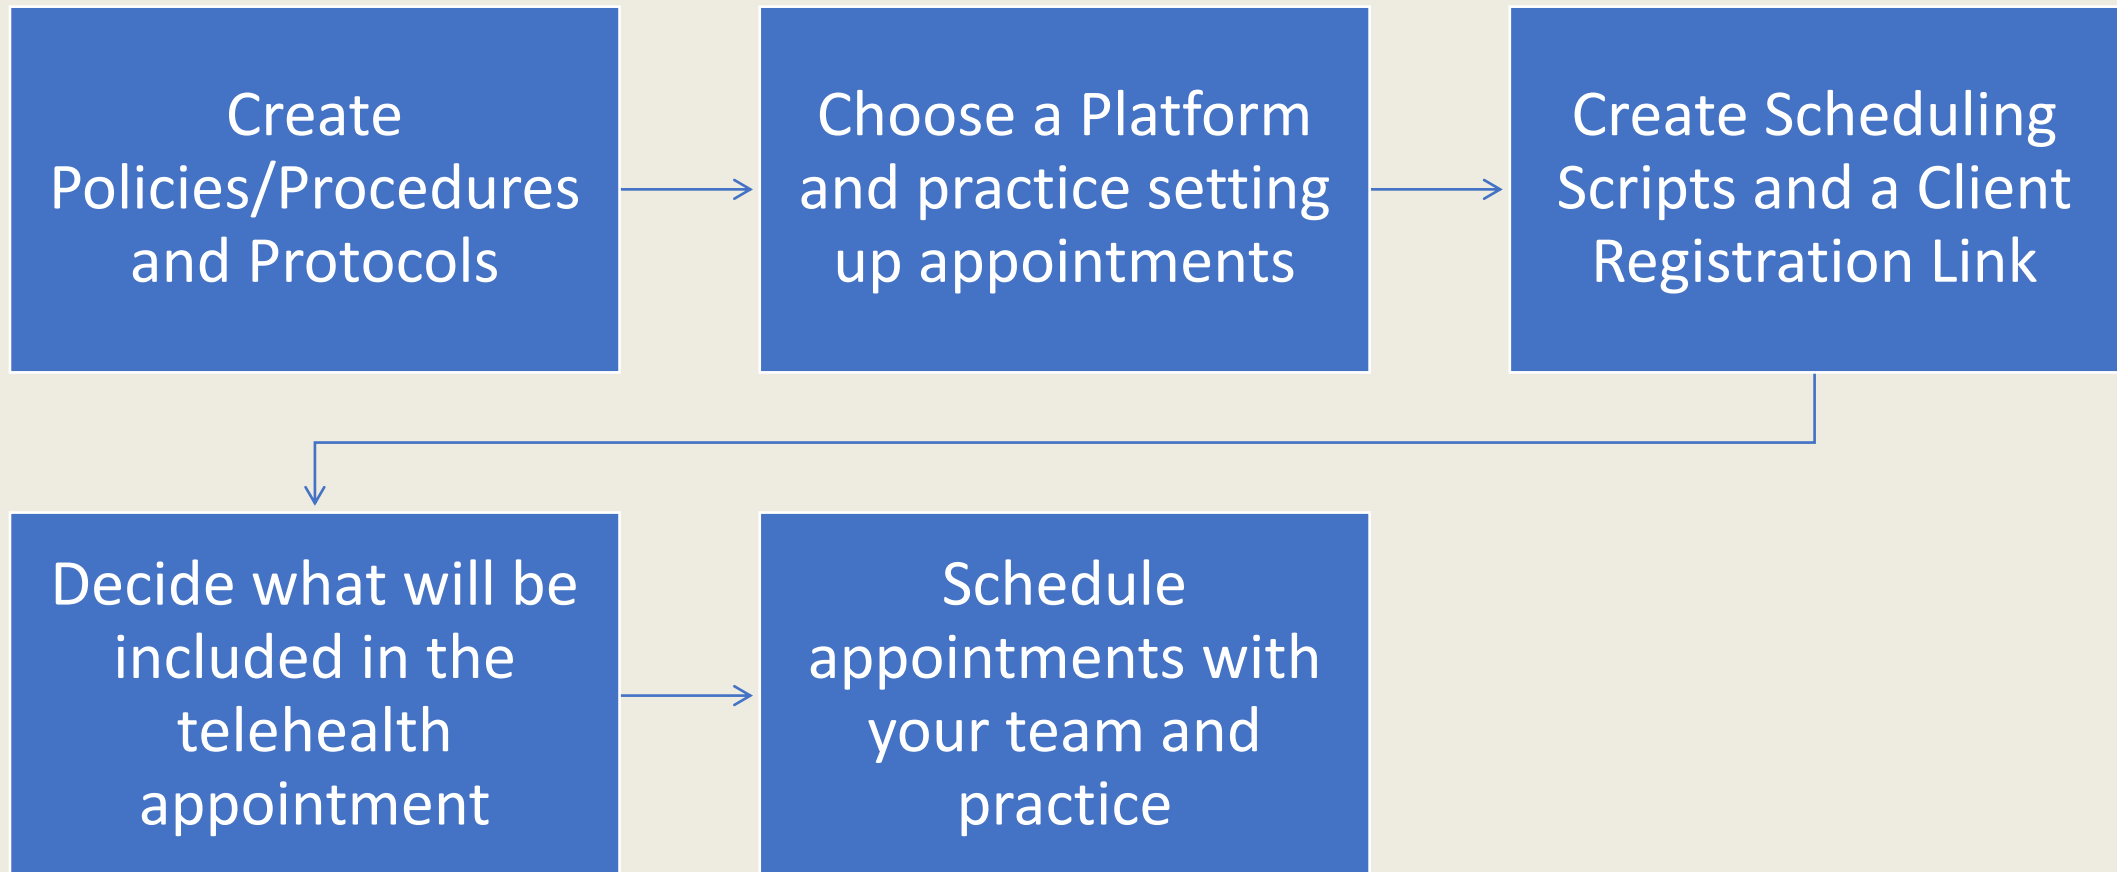 Create
Policies/Procedures
and Protocols
Choose a Platform
and practice setting
up appointments
Create Scheduling
Scripts and a Client
Registration Link
Decide what will be
included in the
telehealth
appointment
Schedule
appointments with
your team and
practice